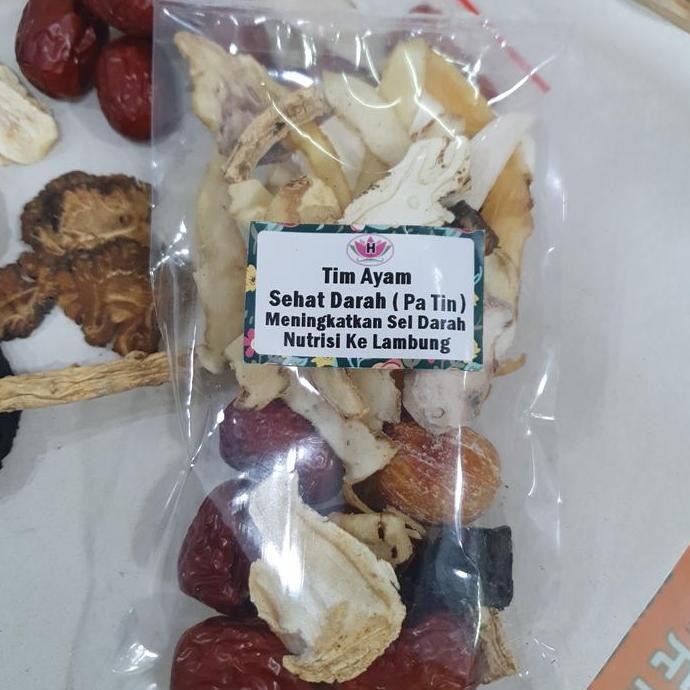 H
Tim Ayam
Sehat Darah ( Pa Tin )
Meningkatkan Sel Darah
Nutrisi Ke Lambung